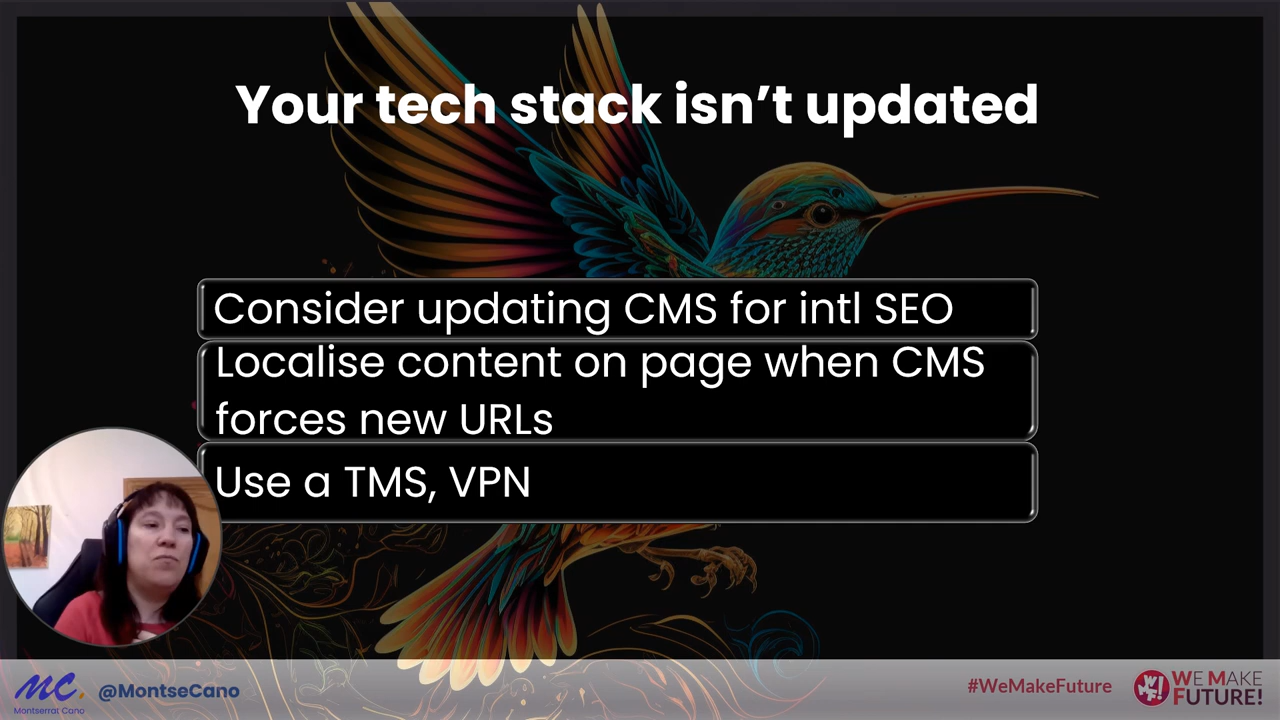 Your tech stack isn’t updated
Consider updating CMS for intl SEO
Localise content on page when CMS
forces new URLs
Use a TMS, VPN
MC.
Montserrat Cano
@MontseCano
#WeMakeFuture
WE MAKE
FUTURE!